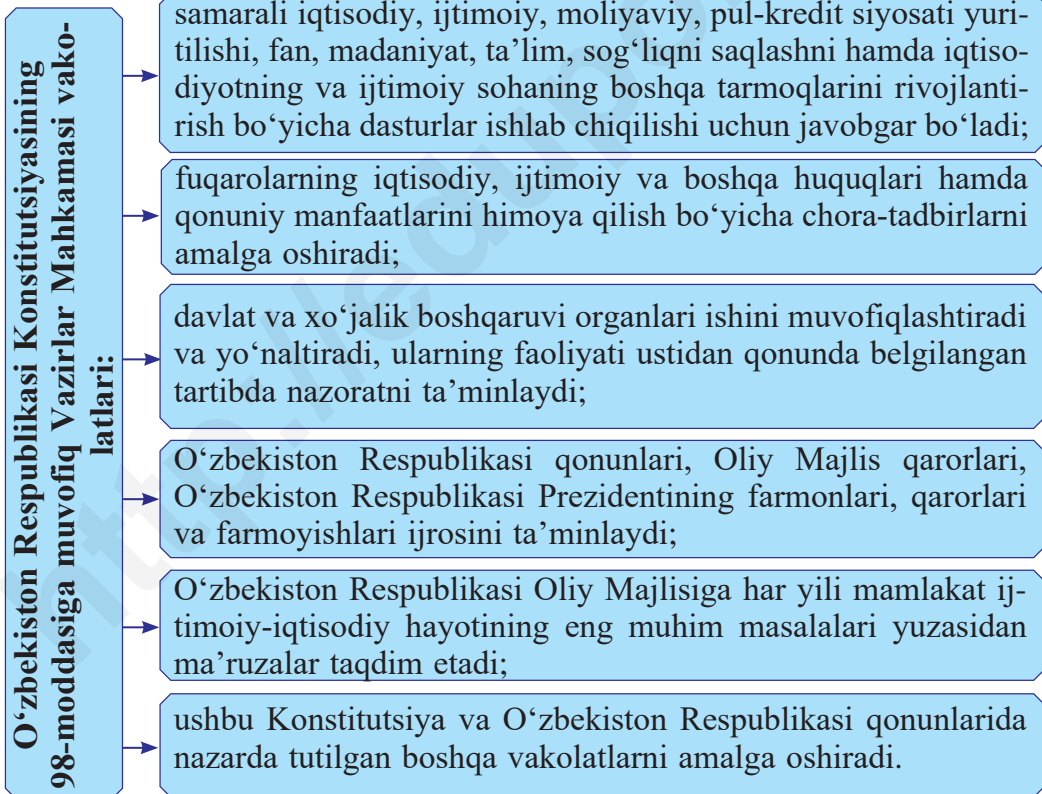 O‘zbekiston Respublikasi Konstitutsiyasining
98-moddasiga muvofiq Vazirlar Mahkamasi vako-
latlari:
samarali iqtisodiy, ijtimoiy, moliyaviy, pul-kredit siyosati yuri-
tilishi, fan, madaniyat, ta’lim, sog‘liqni saqlashni hamda iqtiso-
diyotning va ijtimoiy sohaning boshqa tarmoqlarini rivojlanti-
rish bo‘yicha dasturlar ishlab chiqilishi uchun javobgar bo‘ladi;
fuqarolarning iqtisodiy, ijtimoiy va boshqa huquqlari hamda
qonuniy manfaatlarini himoya qilish bo‘yicha chora-tadbirlarni
amalga oshiradi;
davlat va xo‘jalik boshqaruvi organlari ishini muvofiqlashtiradi
va yo‘naltiradi, ularning faoliyati ustidan qonunda belgilangan
tartibda nazoratni ta’minlaydi;
O‘zbekiston Respublikasi qonunlari, Oliy Majlis qarorlari,
O‘zbekiston Respublikasi Prezidentining farmonlari, qarorlari
va farmoyishlari ijrosini ta’minlaydi;
O‘zbekiston Respublikasi Oliy Majlisiga har yili mamlakat ij-
timoiy-iqtisodiy hayotining eng muhim masalalari yuzasidan
ma’ruzalar taqdim etadi;
ushbu Konstitutsiya va O‘zbekiston Respublikasi qonunlarida
nazarda tutilgan boshqa vakolatlarni amalga oshiradi.